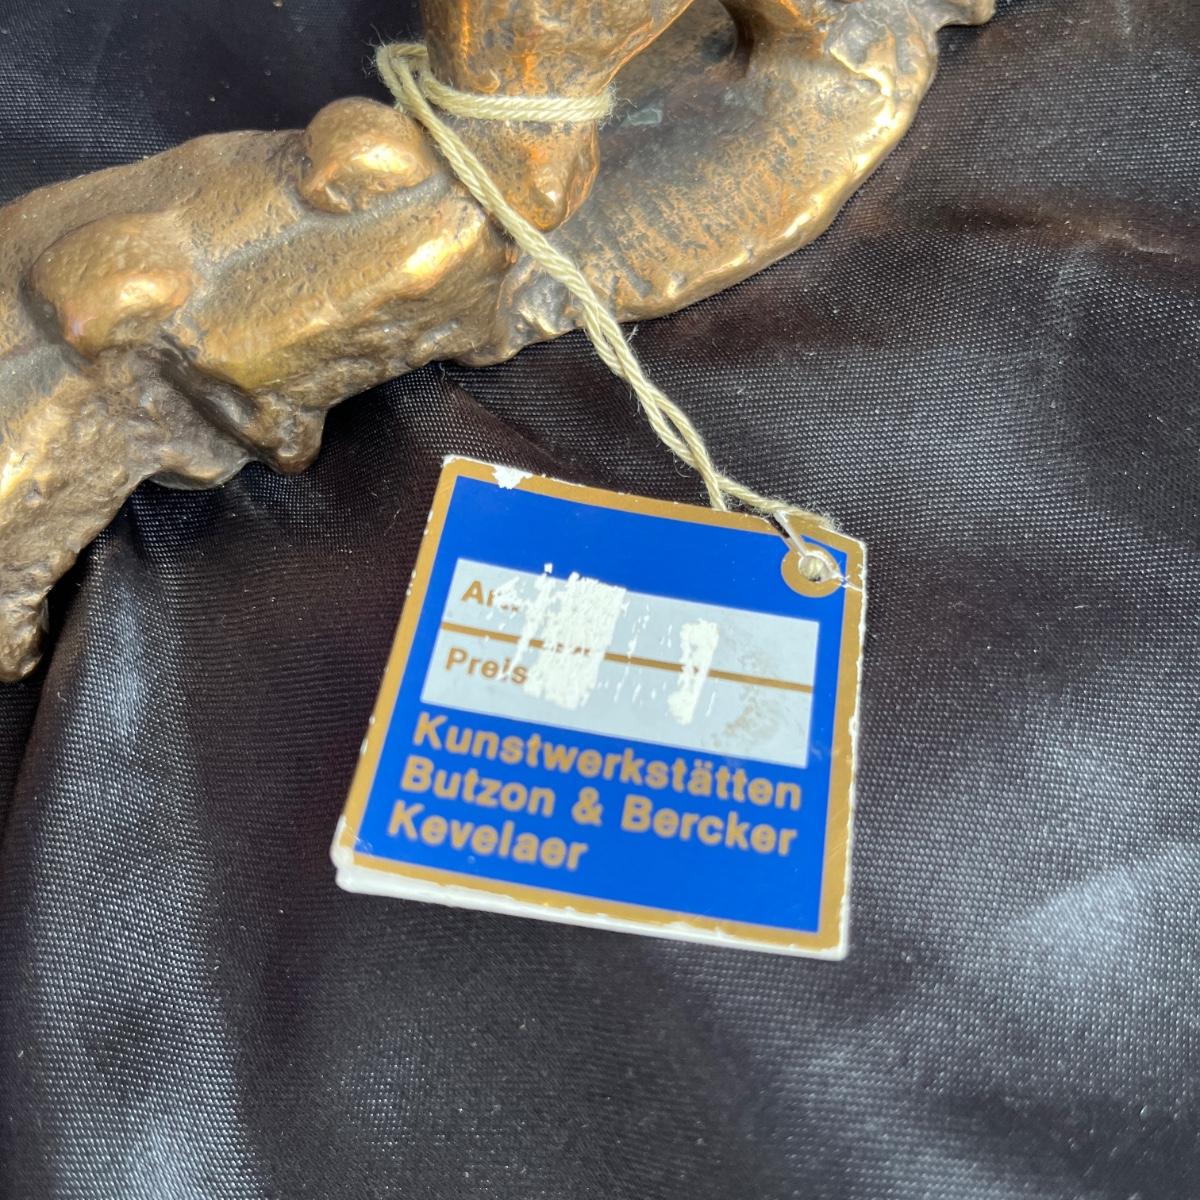 Preis
Kunstwerkstätten
Butzon & Bercker
Kevelaer